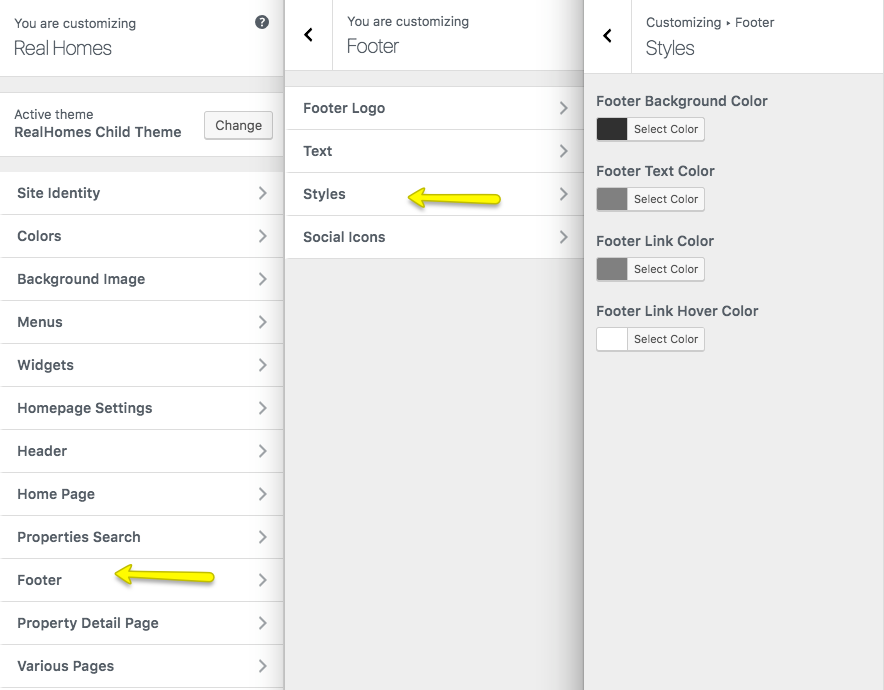 You are customizing
?
Real Homes
Active theme
RealHomes Child Theme
Change
Site Identity
Colors
Background Image
Menus
Widgets
Homepage Settings
Header
Home Page
Properties Search
Footer
Property Detail Page
Various Pages
You are customizing
Footer
Footer Logo
Text
Styles
Social Icons
Customizing ▸ Footer
Styles
Footer Background Color
Select Color
Footer Text Color
Select Color
Footer Link Color
Select Color
Footer Link Hover Color
Select Color